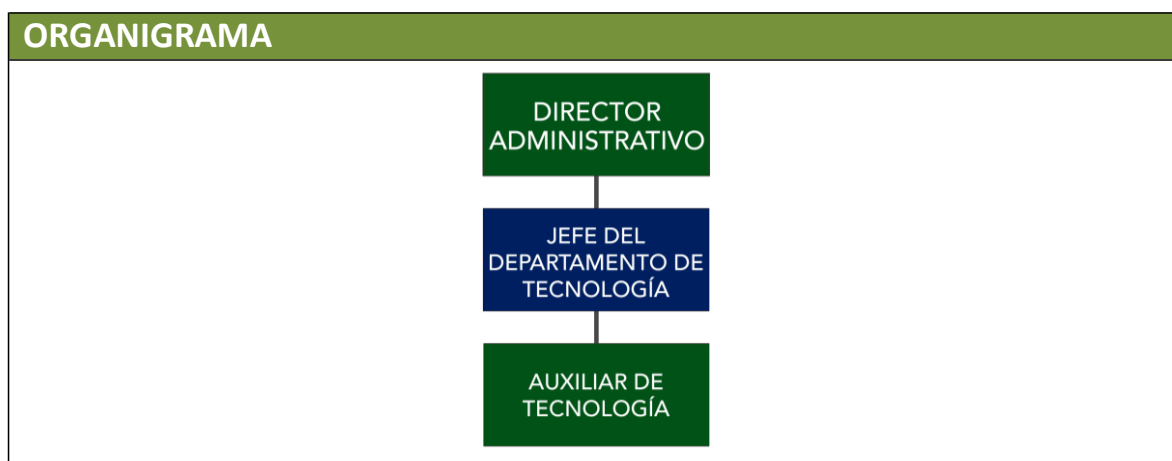 ORGANIGRAMA
DIRECTOR
ADMINISTRATIVO
JEFE DEL
DEPARTAMENTO DE
TECNOLOGÍA
AUXILIAR DE
TECNOLOGÍA